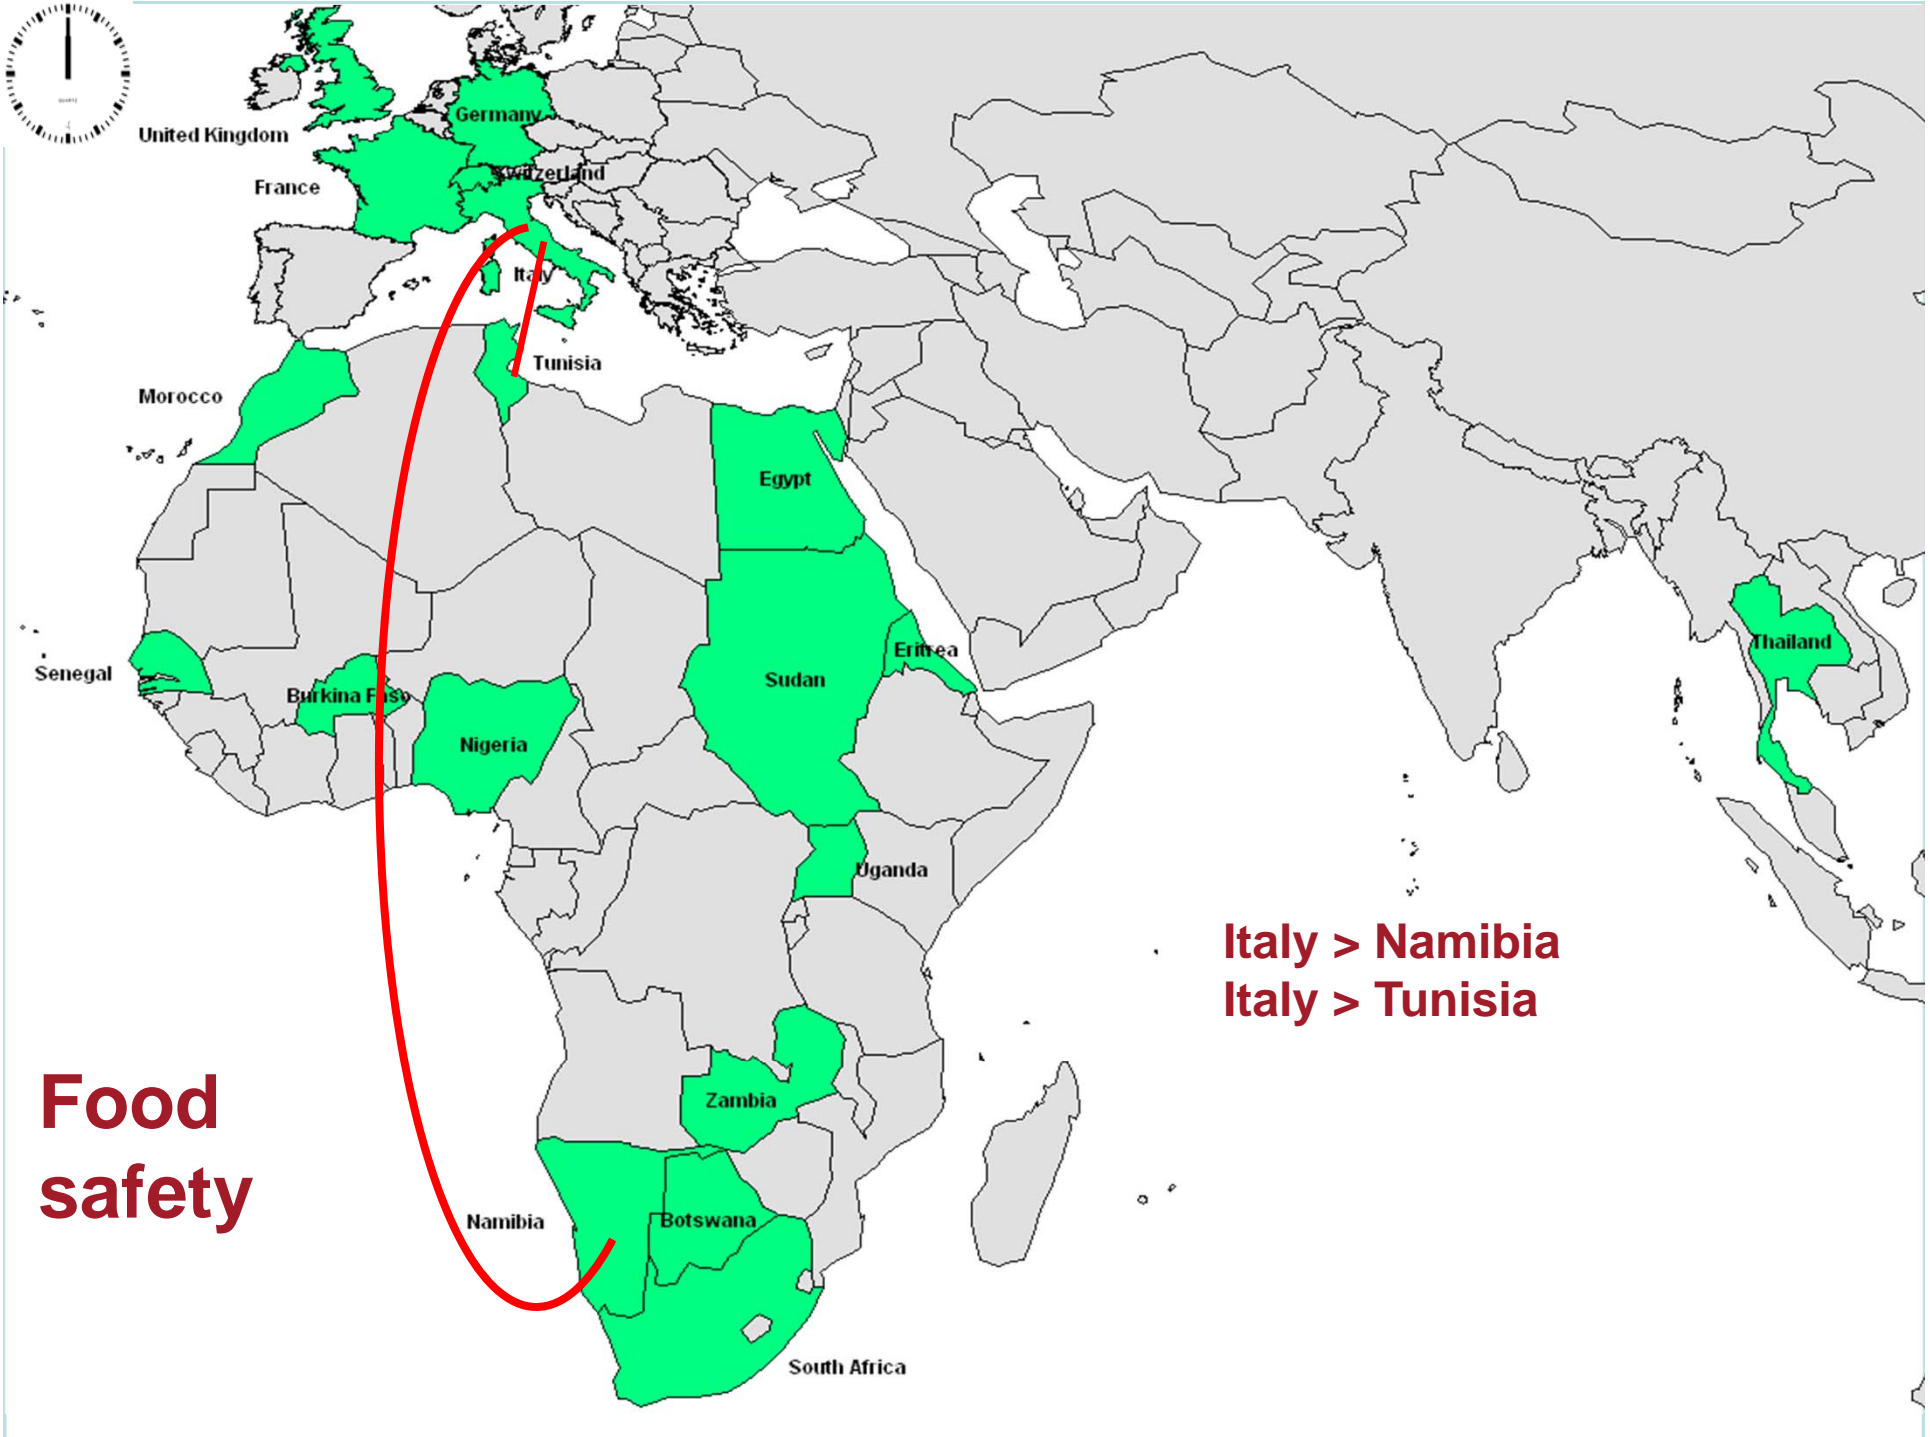 Germany
United Kingdom
Switzerland
France
Italy
Tunisia
Morocco
Egypt
Thailand
Eritrea
Senegal
Sudan
Burkina Faso
Nigeria
Uganda
Italy > Namibia
Italy > Tunisia
Food
safety
Zambia
Namibia
Botswana
South Africa